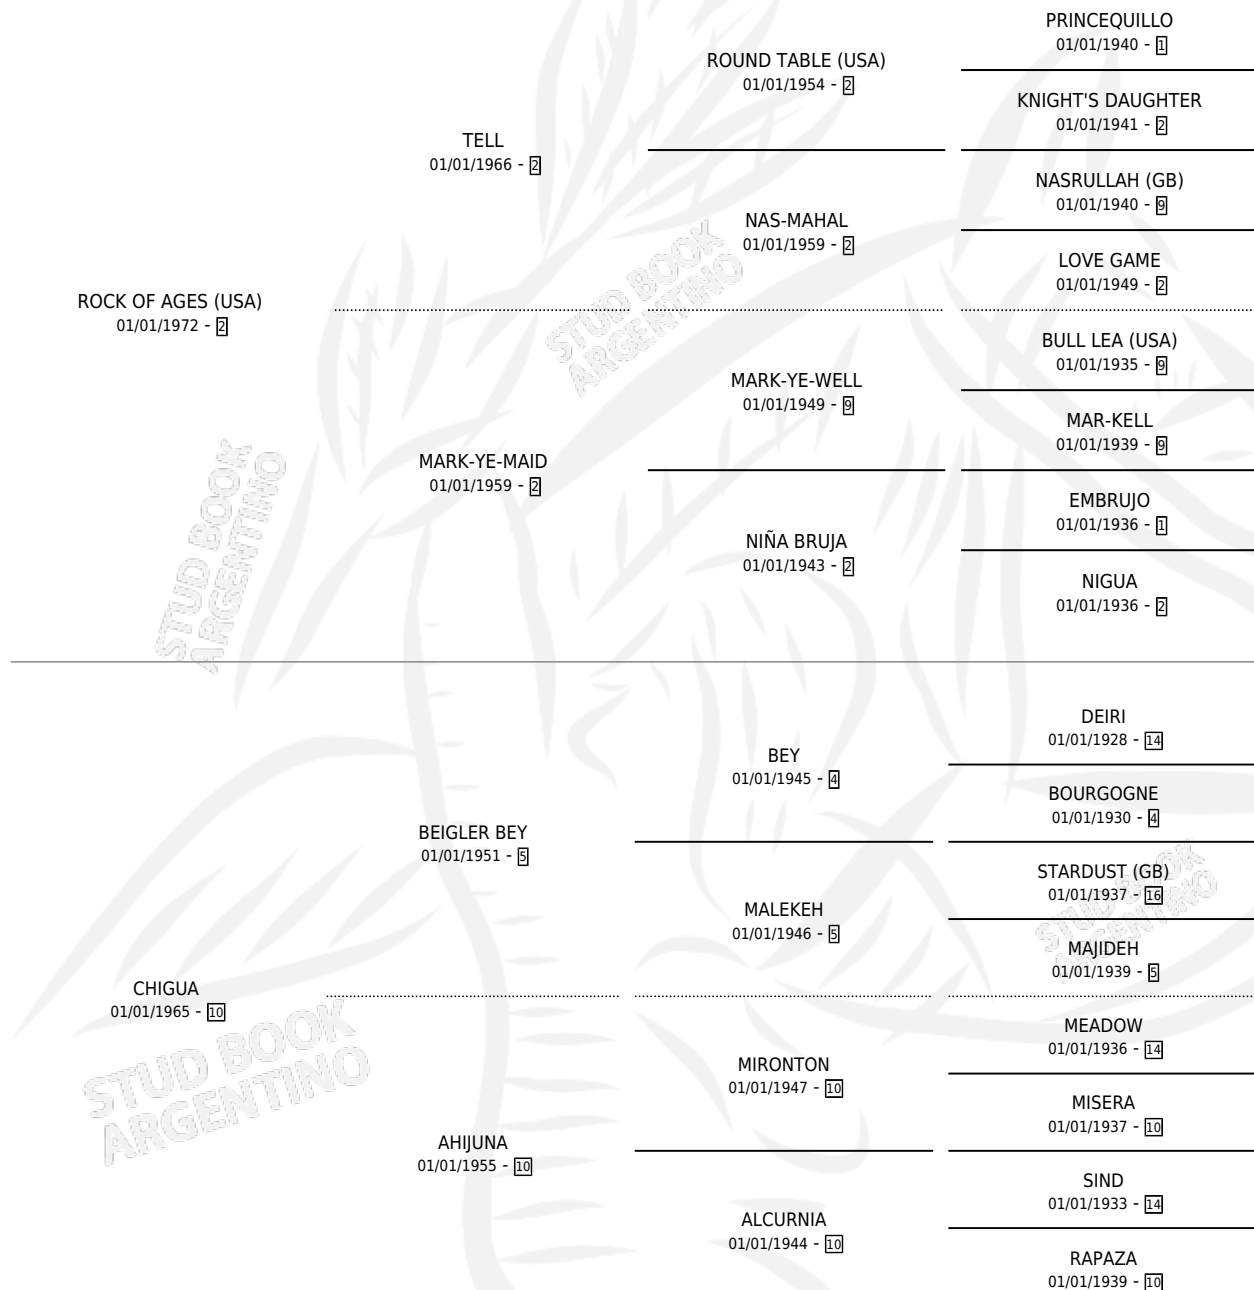 PRINCEQUILLO
01/01/1940 - 1
ROUND TABLE (USA)
01/01/1954 - 2
KNIGHT'S DAUGHTER
01/01/1941 - 2
TELL
01/01/1966 - 2
NASRULLAH (GB)
01/01/1940 - 9
NAS-MAHAL
01/01/1959 - 2
LOVE GAME
01/01/1949 - 2
ROCK OF AGES (USA)
01/01/1972 - 2
BULL LEA (USA)
01/01/1935 - 9
MARK-YE-WELL
01/01/1949 - 9
MAR-KELL
01/01/1939 - 9
MARK-YE-MAID
01/01/1959 - 2
EMBRUJO
01/01/1936 - 1
NIÑA BRUJA
01/01/1943 - 2
NIGUA
01/01/1936 - 2
DEIRI
01/01/1928 - 14
BEY
01/01/1945 - 4
BOURGOGNE
01/01/1930 - 4
BEIGLER BEY
01/01/1951 - 5
STARDUST (GB)
01/01/1937 - 16
MALEKEH
01/01/1946 - 5
MAJIDEH
01/01/1939 - 5
CHIGUA
01/01/1965 - 10
MEADOW
01/01/1936 - 14
MIRONTON
01/01/1947 - 10
MISERA
01/01/1937 - 10
AHIJUNA
01/01/1955 - 10
SIND
01/01/1933 - 14
ALCURNIA
01/01/1944 - 10
RAPAZA
01/01/1939 - 10
STUD BOOK
ARGENTINO
STUD BOOK
ARGENTINO
STUD BOOK
ARGENTINO
STUD BOOK
ARGENTINO